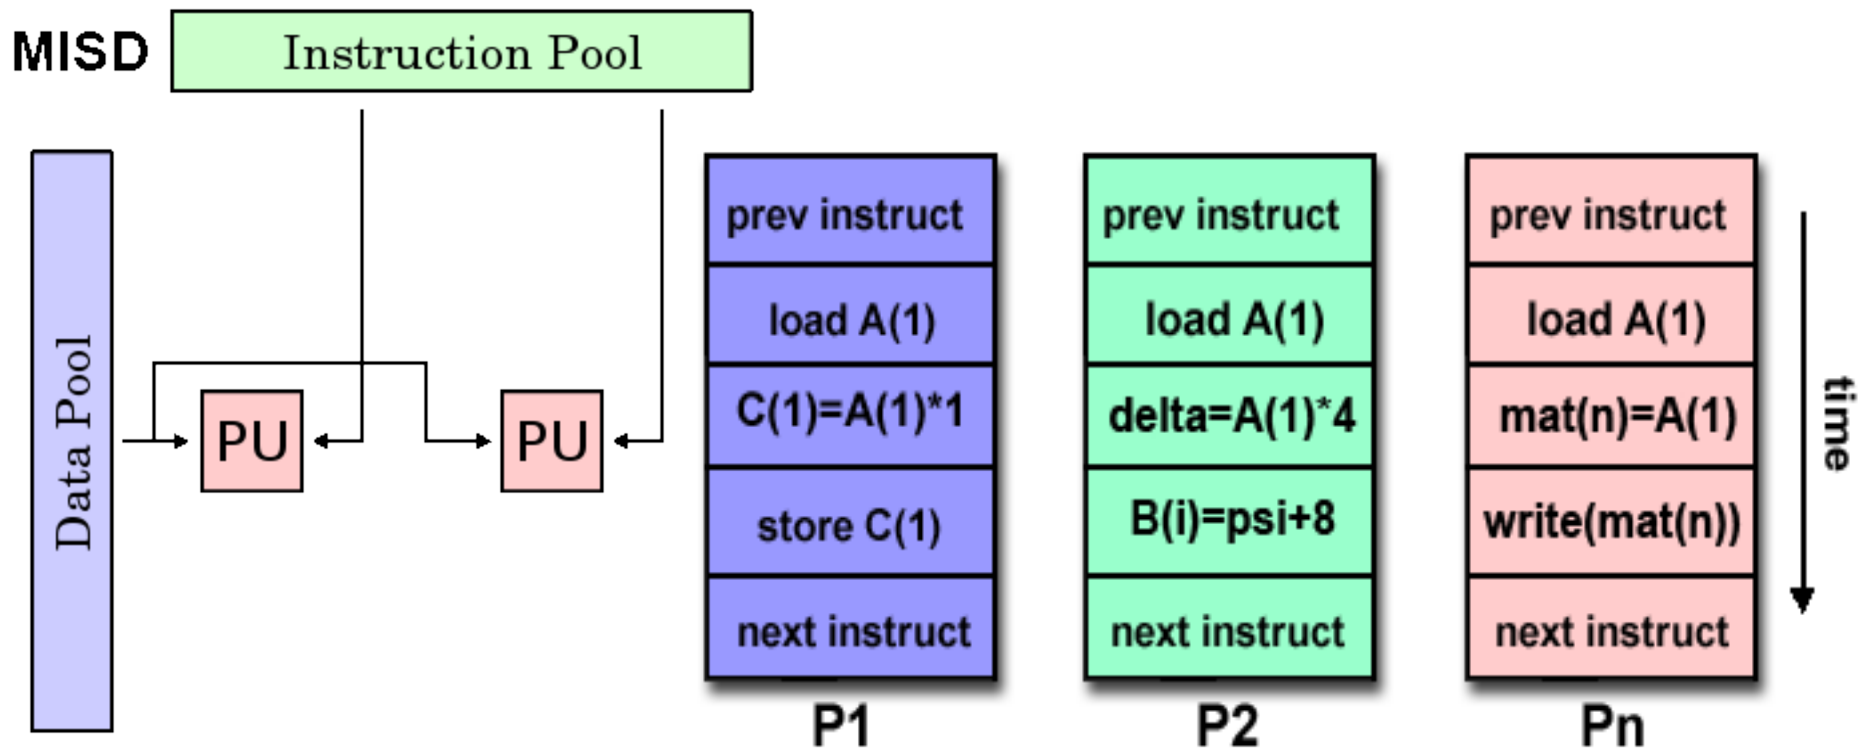 MISD
Instruction Pool
Data Pool
PU
PU
prev instruct
load A(1)
C(1)=A(1)*1
store C(1)
next instruct
P1
prev instruct
load A(1)
delta=A(1)*4
B(i)=psi+8
next instruct
P2
prev instruct
load A(1)
mat(n)=A(1)
write(mat(n))
next instruct
Pn
time